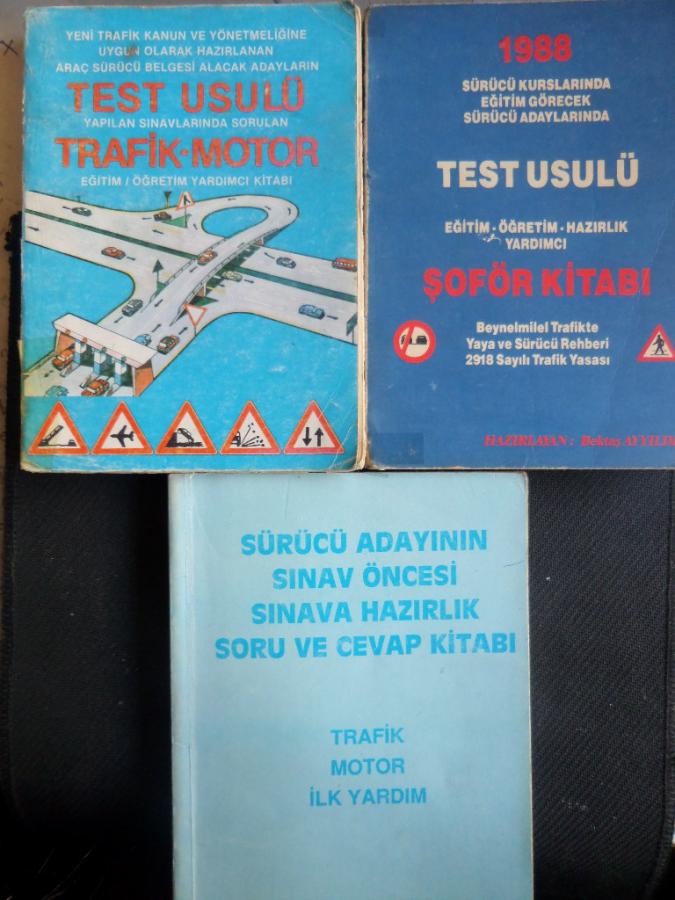 YENİ TRAFİK KANUN VE YÖNETMELİĞİNE
UYGUN OLARAK HAZIRLANAN
ARAÇ SÜRÜCÜ BELGESİ ALACAK ADAYLARIN
TEST USULÜ
YAPILAN SINAVLARINDA SORULAN
TRAFİK-MOTOR
EĞİTİM / ÖĞRETİM YARDIMCI KİTABI
1988
SÜRÜCÜ KURSLARINDA
EĞİTİM GÖRECEK
SÜRÜCÜ ADAYLARINDA
TEST USULÜ
EĞİTİM - ÖĞRETİM - HAZIRLIK
YARDIMCI
ŞOFÖR KİTABI
Beynelmilel Trafikte
Yaya ve Sürücü Rehberi
2918 Sayılı Trafik Yasası
HAZIRLAYAN : Bektaş AYYILDIZ
SÜRÜCÜ ADAYININ
SINAV ÖNCESİ
SINAVA HAZIRLIK
SORU VE CEVAP KİTABI
TRAFİK
MOTOR
İLK YARDIM